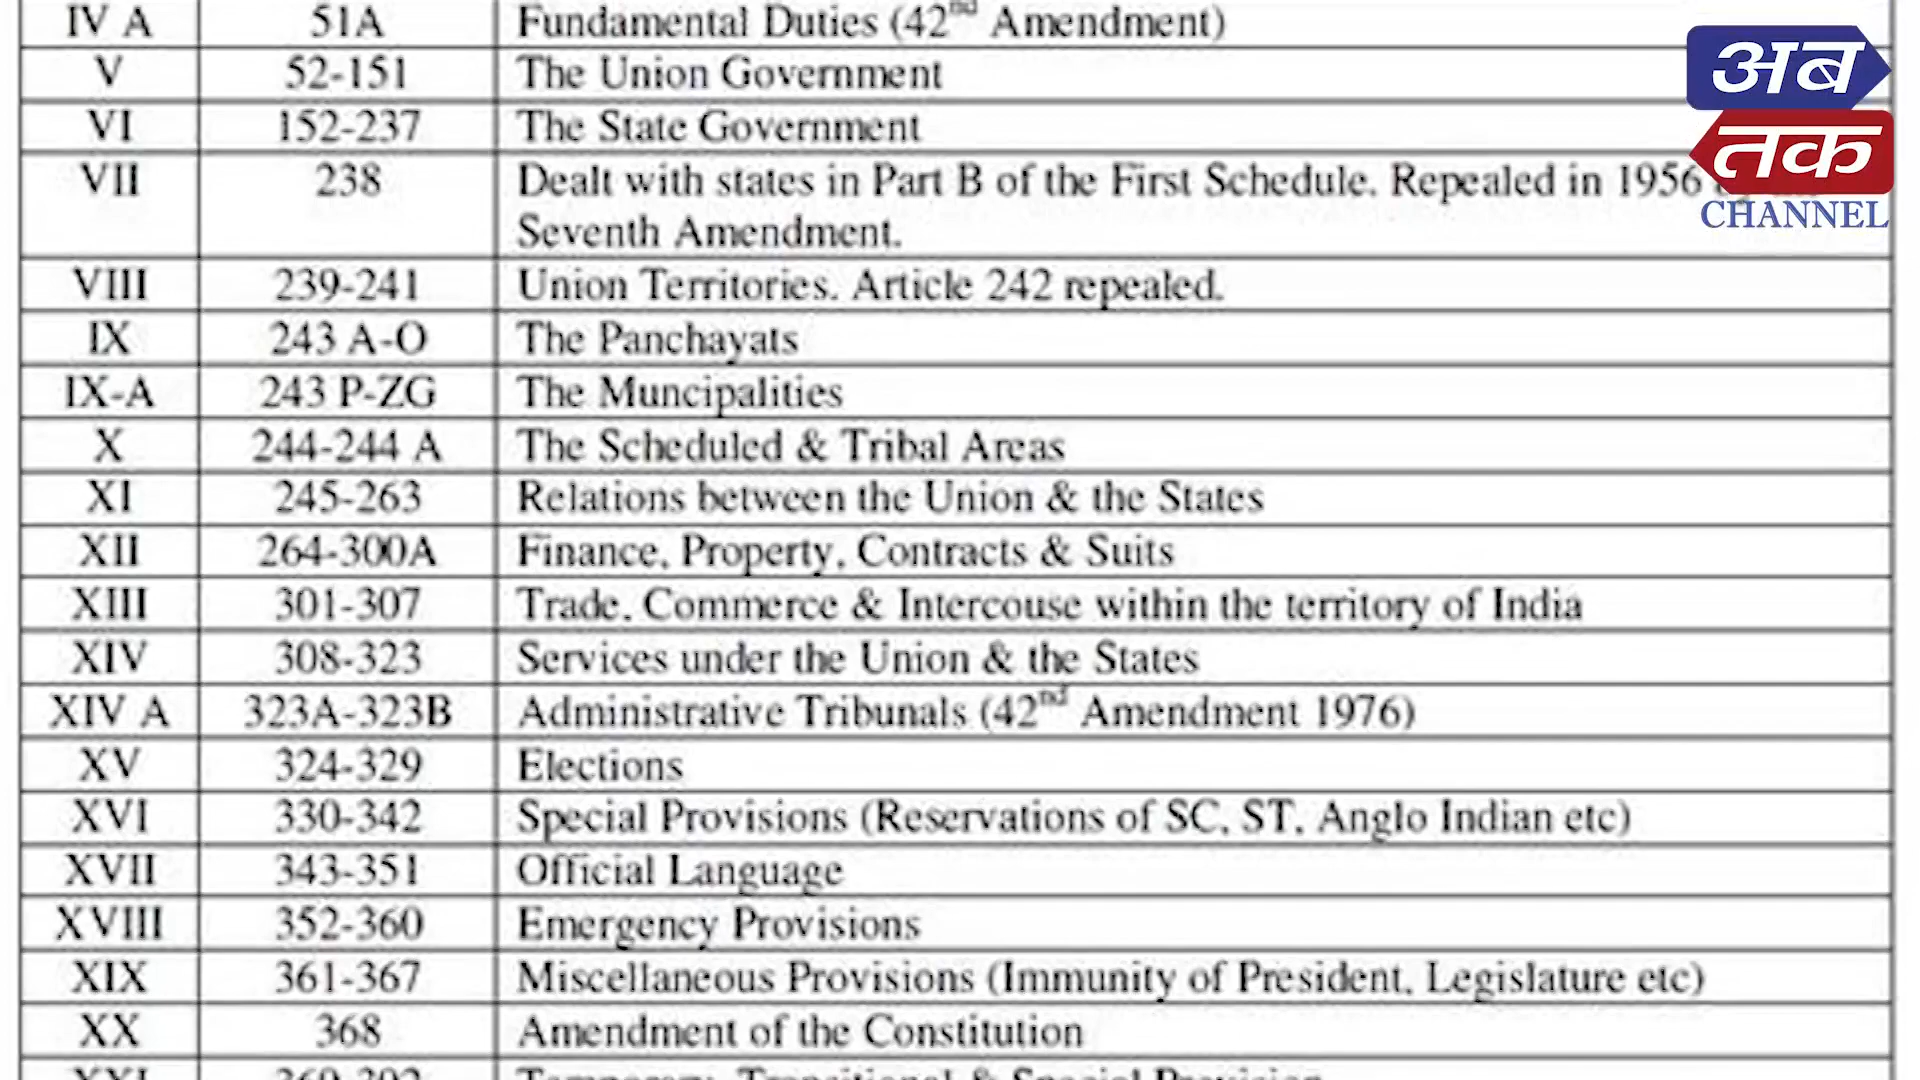 IV A 51A Fundamental Duties (42nd Amendment)
V 52-151 The Union Government
VI 152-237 The State Government
VII 238 Dealt with states in Part B of the First Schedule. Repealed in 1956
Seventh Amendment.
VIII 239-241 Union Territories. Article 242 repealed.
IX 243 A-O The Panchayats
IX-A 243 P-ZG The Muncipalities
X 244-244 A The Scheduled & Tribal Areas
XI 245-263 Relations between the Union & the States
XII 264-300A Finance, Property, Contracts & Suits
XIII 301-307 Trade, Commerce & Intercouse within the territory of India
XIV 308-323 Services under the Union & the States
XIV A 323A-323B Administrative Tribunals (42nd Amendment 1976)
XV 324-329 Elections
XVI 330-342 Special Provisions (Reservations of SC, ST, Anglo Indian etc)
XVII 343-351 Official Language
XVIII 352-360 Emergency Provisions
XIX 361-367 Miscellaneous Provisions (Immunity of President, Legislature etc)
XX 368 Amendment of the Constitution
XXI 369-392 Temporary, Transitional & Special Provision
अब
तक
CHANNEL